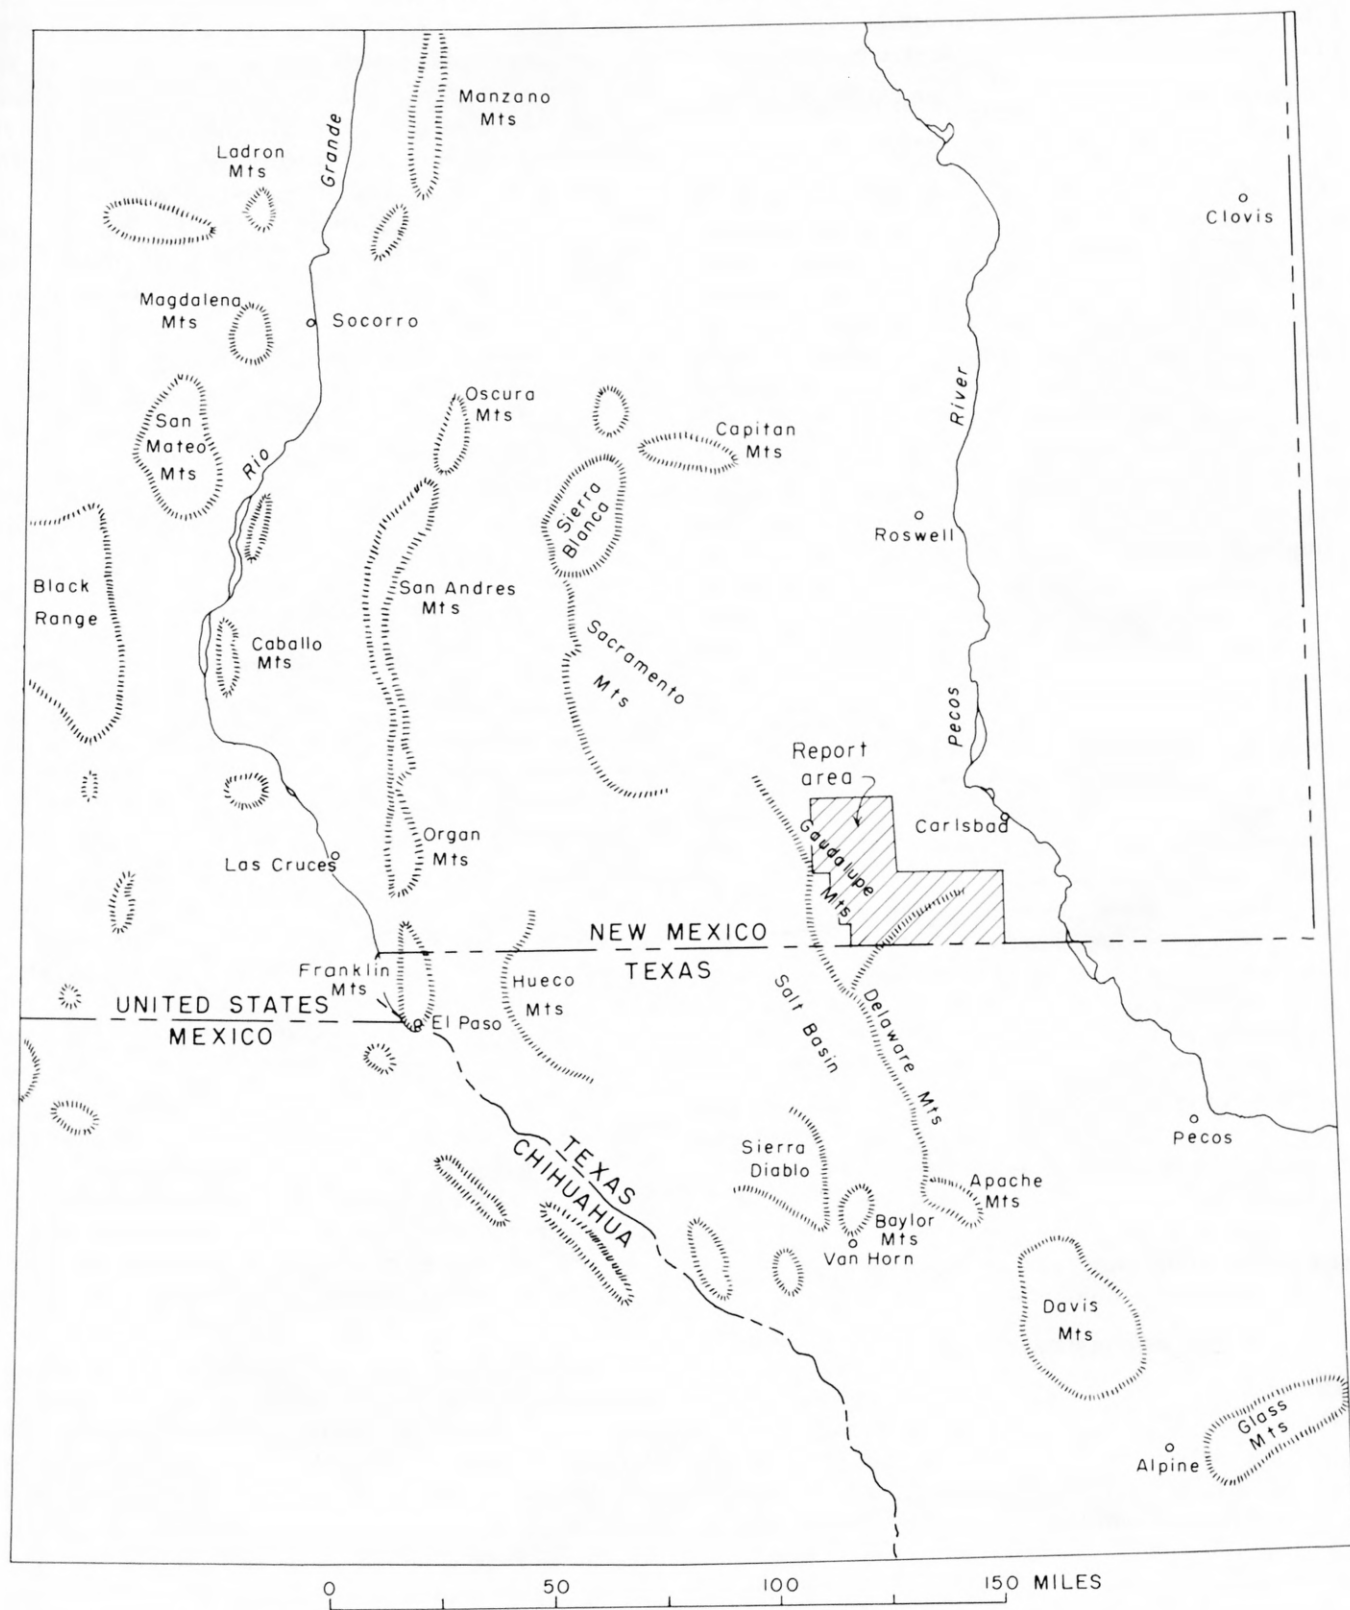 Manzano
Mts
Ladron
Mts
Grande
Clovis
Magdalena
Mts
Socorro
Oscura
Mts
San
Mateo
Mts
Rio
Capitan
Mts
River
Sierra
Blanca
Roswell
Black
Range
San Andres
Mts
Caballo
Mts
Sacramento
Mts
Pecos
Report
area
Carlsbad
Gaudalupe
Mts
Organ
Mts
Las Cruces
NEW MEXICO
TEXAS
Franklin
Mts
Hueco
Mts
UNITED STATES
MEXICO
El Paso
Salt Basin
Delaware Mts
Pecos
TEXAS
CHIHUAHUA
Sierra
Diablo
Apache
Mts
Baylor
Mts
Van Horn
Davis
Mts
Glass
Mts
Alpine
0 50 100 150 MILES